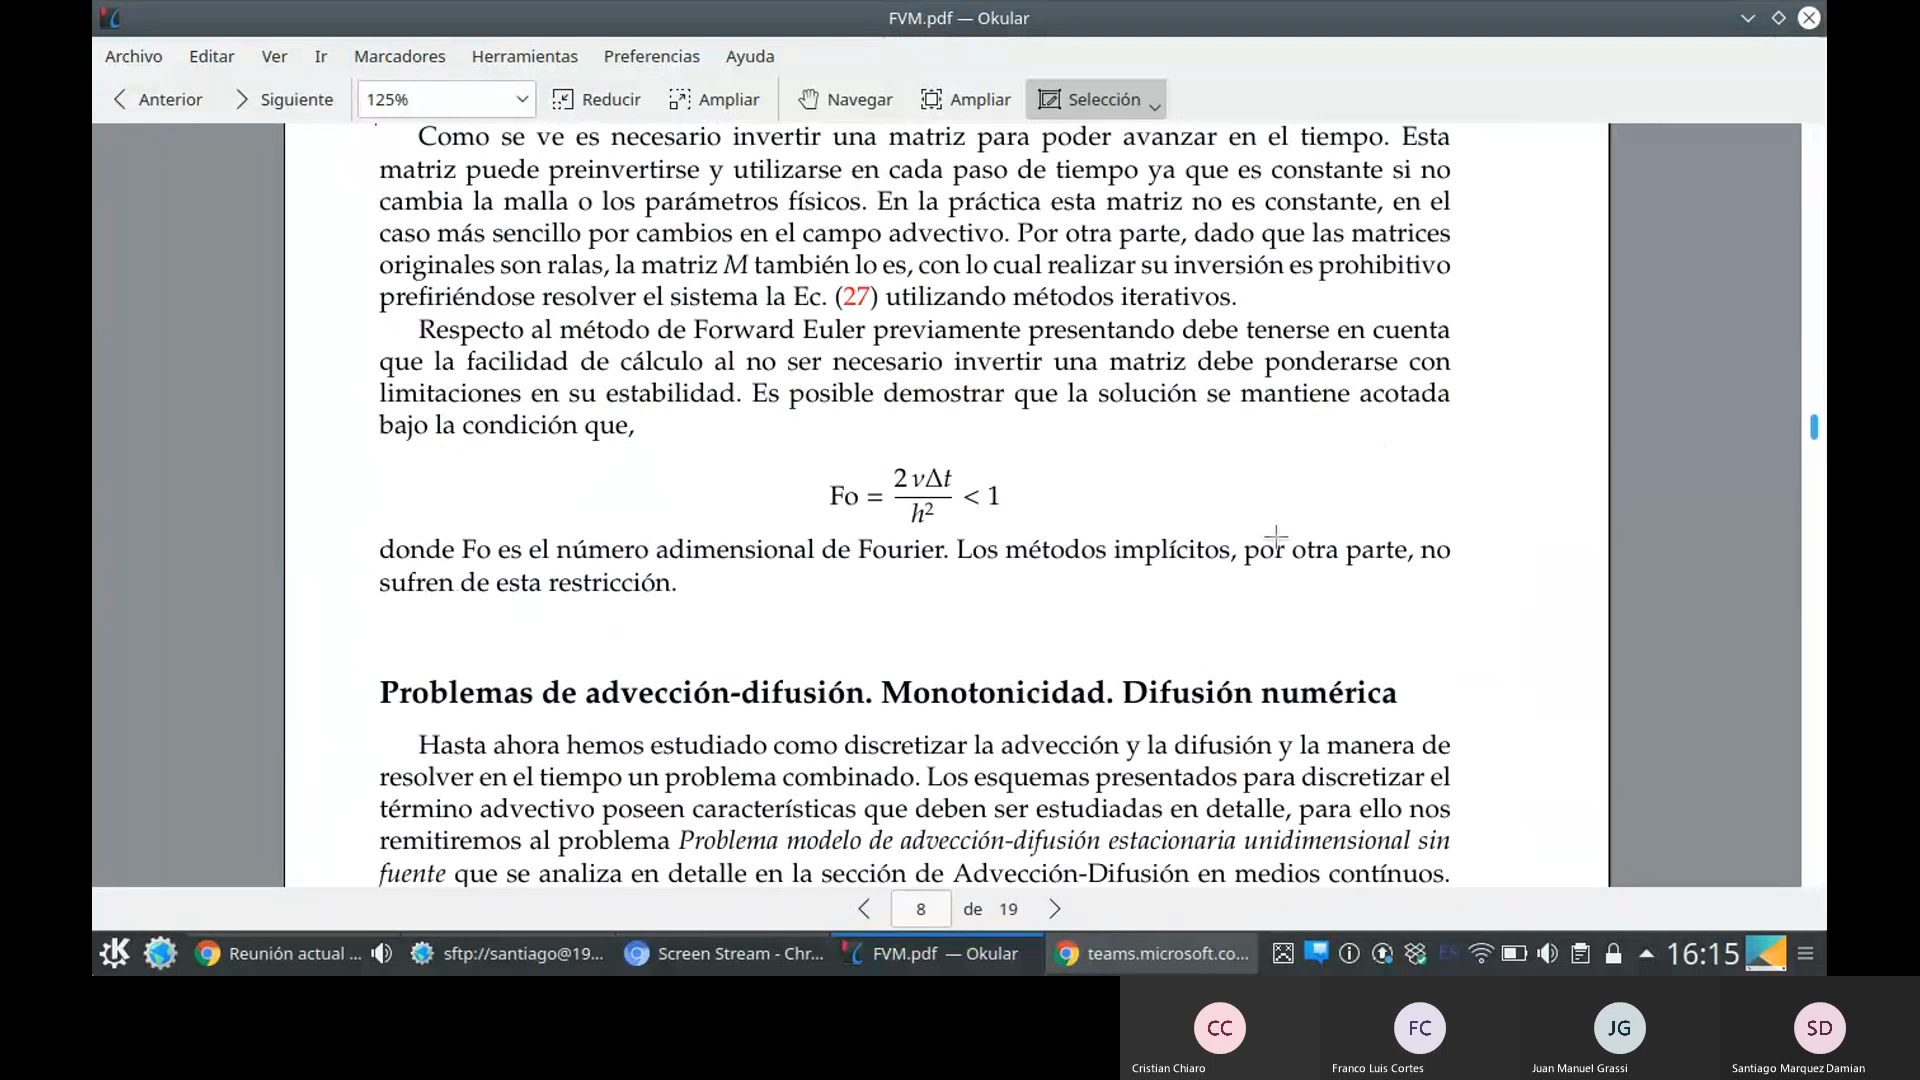 FVM.pdf — Okular
Archivo Editar Ver Ir Marcadores Herramientas Preferencias Ayuda
Anterior Siguiente 125% Reducir Ampliar Navegar Ampliar Selección
Como se ve es necesario invertir una matriz para poder avanzar en el tiempo. Esta
matriz puede preinvertirse y utilizarse en cada paso de tiempo ya que es constante si no
cambia la malla o los parámetros físicos. En la práctica esta matriz no es constante, en el
caso más sencillo por cambios en el campo advectivo. Por otra parte, dado que las matrices
originales son ralas, la matriz M también lo es, con lo cual realizar su inversión es prohibitivo
prefiriéndose resolver el sistema la Ec. (27) utilizando métodos iterativos.
Respecto al método de Forward Euler previamente presentando debe tenerse en cuenta
que la facilidad de cálculo al no ser necesario invertir una matriz debe ponderarse con
limitaciones en su estabilidad. Es posible demostrar que la solución se mantiene acotada
bajo la condición que,
Fo = 2 νΔt / h² < 1
donde Fo es el número adimensional de Fourier. Los métodos implícitos, por otra parte, no
sufren de esta restricción.
Problemas de advección-difusión. Monotonicidad. Difusión numérica
Hasta ahora hemos estudiado como discretizar la advección y la difusión y la manera de
resolver en el tiempo un problema combinado. Los esquemas presentados para discretizar el
término advectivo poseen características que deben ser estudiadas en detalle, para ello nos
remitiremos al problema Problema modelo de advección-difusión estacionaria unidimensional sin
fuente que se analiza en detalle en la sección de Advección-Difusión en medios contínuos.
8 de 19
Reunión actual ... sftp://santiago@19... Screen Stream - Chr... FVM.pdf — Okular teams.microsoft.co... ES 16:15
CC FC JG SD
Cristian Chiaro Franco Luis Cortes Juan Manuel Grassi Santiago Marquez Damian